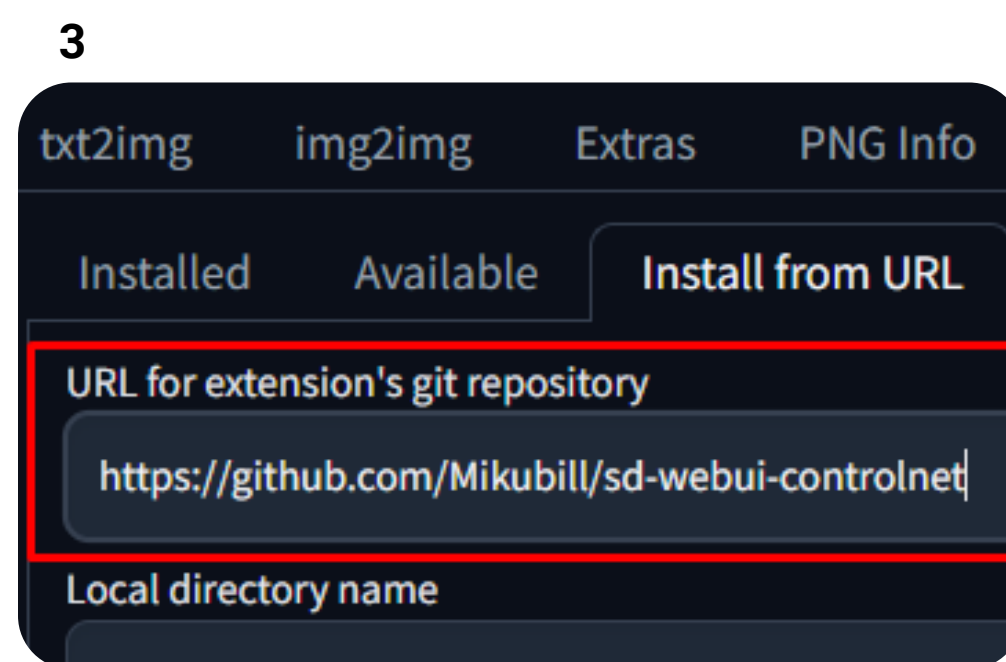 3
txt2img img2img Extras PNG Info
Installed Available Install from URL
URL for extension's git repository
https://github.com/Mikubill/sd-webui-controlnet
Local directory name